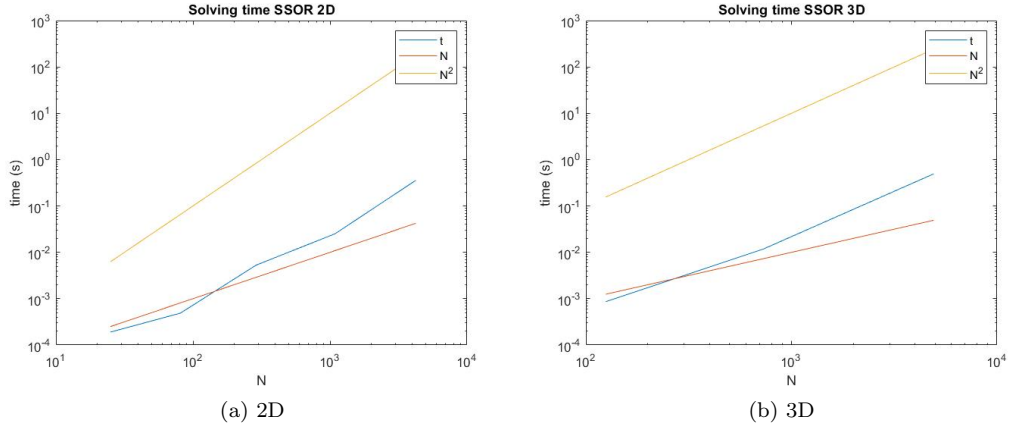 Solving time SSOR 2D
10^3
10^2
10^1
10^0
10^-1
10^-2
10^-3
10^-4
time (s)
10^1
10^2
10^3
10^4
N
t
N
N^2
(a) 2D
Solving time SSOR 3D
10^3
10^2
10^1
10^0
10^-1
10^-2
10^-3
10^-4
time (s)
10^2
10^3
10^4
N
t
N
N^2
(b) 3D